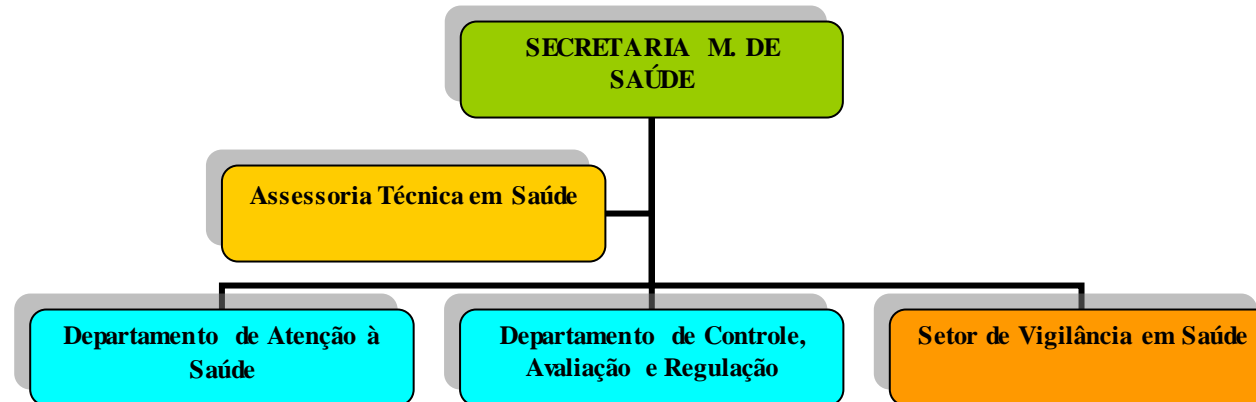 SECRETARIA M. DE
SAÚDE
Assessoria Técnica em Saúde
Departamento de Atenção à
Saúde
Departamento de Controle,
Avaliação e Regulação
Setor de Vigilância em Saúde